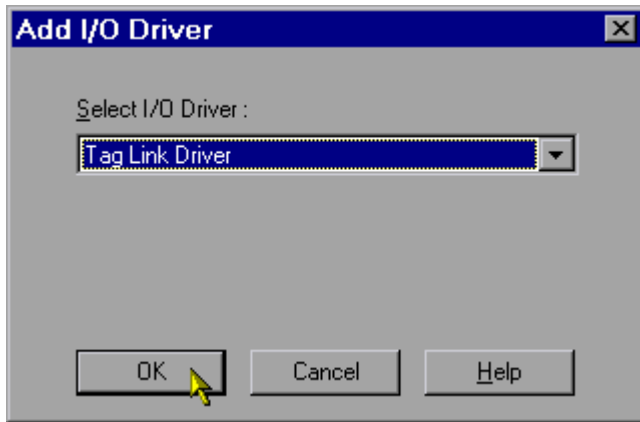 Add I/O Driver
Select I/O Driver :
Tag Link Driver
OK
Cancel
Help